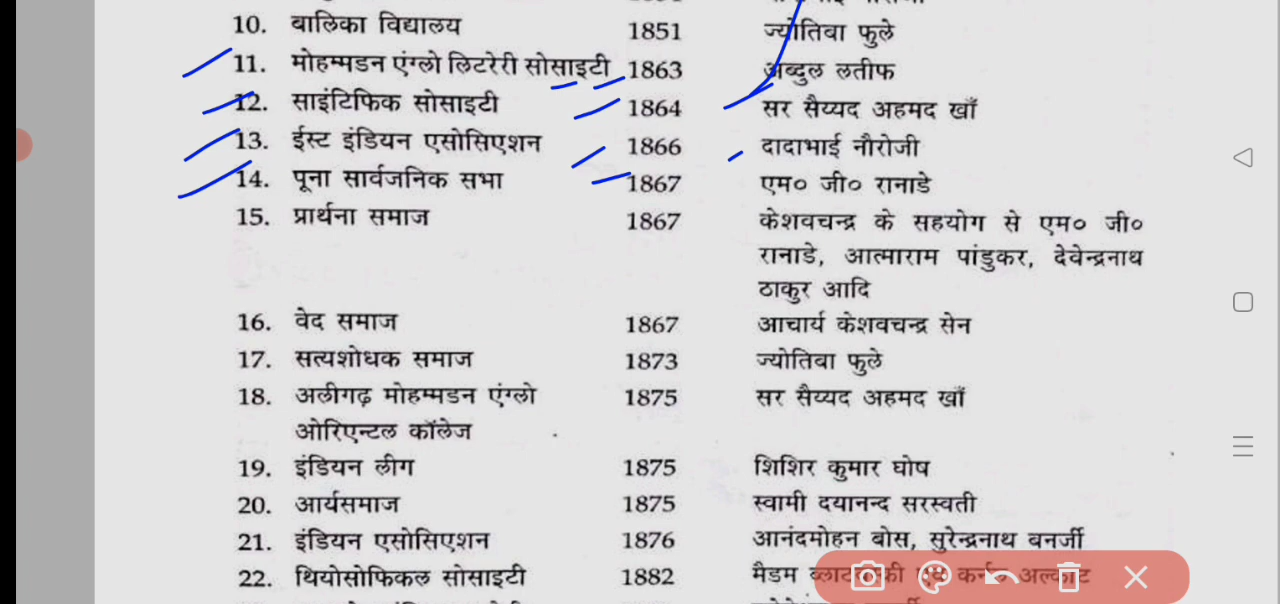 10. बालिका विद्यालय 1851 ज्योतिबा फुले
11. मोहम्मडन एंग्लो लिटरेरी सोसाइटी 1863 अब्दुल लतीफ
12. साइंटिफिक सोसाइटी 1864 सर सैय्यद अहमद खाँ
13. ईस्ट इंडियन एसोसिएशन 1866 दादाभाई नौरोजी
14. पूना सार्वजनिक सभा 1867 एम० जी० रानाडे
15. प्रार्थना समाज 1867 केशवचन्द्र के सहयोग से एम० जी०
रानाडे, आत्माराम पांडुकर, देवेन्द्रनाथ
ठाकुर आदि
16. वेद समाज 1867 आचार्य केशवचन्द्र सेन
17. सत्यशोधक समाज 1873 ज्योतिबा फुले
18. अलीगढ़ मोहम्मडन एंग्लो 1875 सर सैय्यद अहमद खाँ
ओरिएन्टल कॉलेज
19. इंडियन लीग 1875 शिशिर कुमार घोष
20. आर्यसमाज 1875 स्वामी दयानन्द सरस्वती
21. इंडियन एसोसिएशन 1876 आनंदमोहन बोस, सुरेन्द्रनाथ बनर्जी
22. थियोसोफिकल सोसाइटी 1882 मैडम